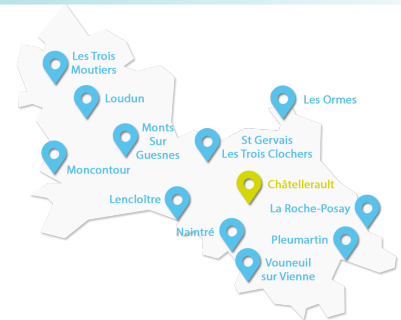 Les Trois
Moutiers
Loudun
Les Ormes
Monts
Sur
Guesnes
St Gervais
Les Trois Clochers
Moncontour
Châtellerault
Lencloître
La Roche-Posay
Naintré
Pleumartin
Vouneuil
sur Vienne